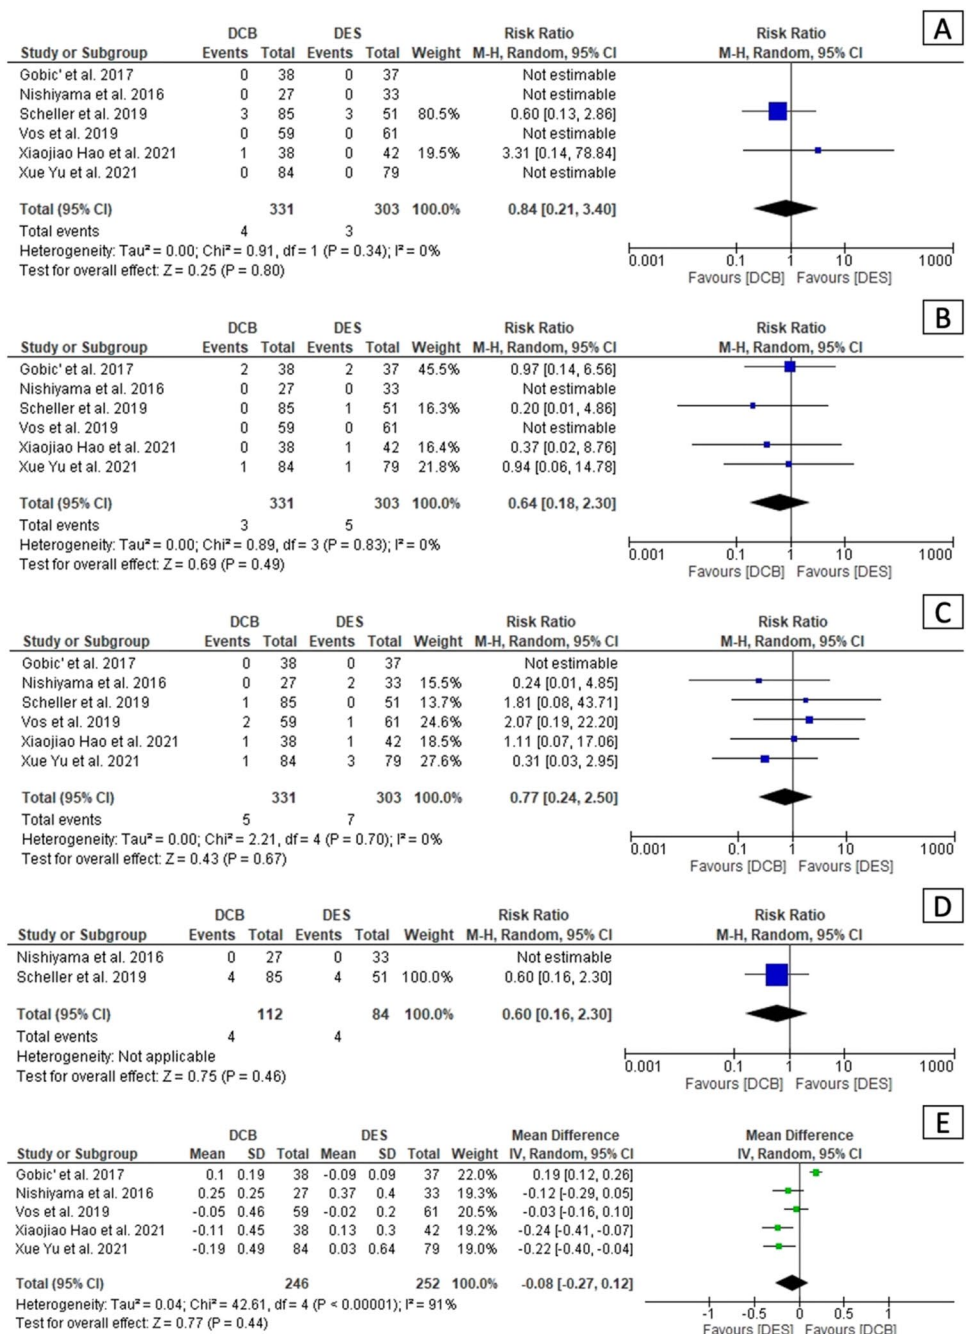 A
DCB DES Risk Ratio Risk Ratio
Study or Subgroup Events Total Events Total Weight M-H, Random, 95% CI M-H, Random, 95% CI
Gobic' et al. 2017 0 38 0 37 Not estimable
Nishiyama et al. 2016 0 27 0 33 Not estimable
Scheller et al. 2019 3 85 3 51 80.5% 0.60 [0.13, 2.86]
Vos et al. 2019 0 59 0 61 Not estimable
Xiaojiao Hao et al. 2021 1 38 0 42 19.5% 3.31 [0.14, 78.84]
Xue Yu et al. 2021 0 84 0 79 Not estimable
Total (95% CI) 331 303 100.0% 0.84 [0.21, 3.40]
Total events 4 3
Heterogeneity: Tau² = 0.00; Chi² = 0.91, df = 1 (P = 0.34); I² = 0%
Test for overall effect: Z = 0.25 (P = 0.80)
0.001 0.1 1 10 1000
Favours [DCB] Favours [DES]
B
DCB DES Risk Ratio Risk Ratio
Study or Subgroup Events Total Events Total Weight M-H, Random, 95% CI M-H, Random, 95% CI
Gobic' et al. 2017 2 38 2 37 45.5% 0.97 [0.14, 6.56]
Nishiyama et al. 2016 0 27 0 33 Not estimable
Scheller et al. 2019 0 85 1 51 16.3% 0.20 [0.01, 4.86]
Vos et al. 2019 0 59 0 61 Not estimable
Xiaojiao Hao et al. 2021 0 38 1 42 16.4% 0.37 [0.02, 8.76]
Xue Yu et al. 2021 1 84 1 79 21.8% 0.94 [0.06, 14.78]
Total (95% CI) 331 303 100.0% 0.64 [0.18, 2.30]
Total events 3 5
Heterogeneity: Tau² = 0.00; Chi² = 0.89, df = 3 (P = 0.83); I² = 0%
Test for overall effect: Z = 0.69 (P = 0.49)
0.001 0.1 1 10 1000
Favours [DCB] Favours [DES]
C
DCB DES Risk Ratio Risk Ratio
Study or Subgroup Events Total Events Total Weight M-H, Random, 95% CI M-H, Random, 95% CI
Gobic' et al. 2017 0 38 0 37 Not estimable
Nishiyama et al. 2016 0 27 2 33 15.5% 0.24 [0.01, 4.85]
Scheller et al. 2019 1 85 0 51 13.7% 1.81 [0.08, 43.71]
Vos et al. 2019 2 59 1 61 24.6% 2.07 [0.19, 22.20]
Xiaojiao Hao et al. 2021 1 38 1 42 18.5% 1.11 [0.07, 17.06]
Xue Yu et al. 2021 1 84 3 79 27.6% 0.31 [0.03, 2.95]
Total (95% CI) 331 303 100.0% 0.77 [0.24, 2.50]
Total events 5 7
Heterogeneity: Tau² = 0.00; Chi² = 2.21, df = 4 (P = 0.70); I² = 0%
Test for overall effect: Z = 0.43 (P = 0.67)
0.001 0.1 1 10 1000
Favours [DCB] Favours [DES]
D
DCB DES Risk Ratio Risk Ratio
Study or Subgroup Events Total Events Total Weight M-H, Random, 95% CI M-H, Random, 95% CI
Nishiyama et al. 2016 0 27 0 33 Not estimable
Scheller et al. 2019 4 85 4 51 100.0% 0.60 [0.16, 2.30]
Total (95% CI) 112 84 100.0% 0.60 [0.16, 2.30]
Total events 4 4
Heterogeneity: Not applicable
Test for overall effect: Z = 0.75 (P = 0.46)
0.001 0.1 1 10 1000
Favours [DCB] Favours [DES]
E
DCB DES Mean Difference Mean Difference
Study or Subgroup Mean SD Total Mean SD Total Weight IV, Random, 95% CI IV, Random, 95% CI
Gobic' et al. 2017 0.1 0.19 38 -0.09 0.09 37 22.0% 0.19 [0.12, 0.26]
Nishiyama et al. 2016 0.25 0.25 27 0.37 0.4 33 19.3% -0.12 [-0.29, 0.05]
Vos et al. 2019 -0.05 0.46 59 -0.02 0.2 61 20.5% -0.03 [-0.16, 0.10]
Xiaojiao Hao et al. 2021 -0.11 0.45 38 0.13 0.3 42 19.2% -0.24 [-0.41, -0.07]
Xue Yu et al. 2021 -0.19 0.49 84 0.03 0.64 79 19.0% -0.22 [-0.40, -0.04]
Total (95% CI) 246 252 100.0% -0.08 [-0.27, 0.12]
Heterogeneity: Tau² = 0.04; Chi² = 42.61, df = 4 (P < 0.00001); I² = 91%
Test for overall effect: Z = 0.77 (P = 0.44)
-1 -0.5 0 0.5 1
Favours [DES] Favours [DCB]